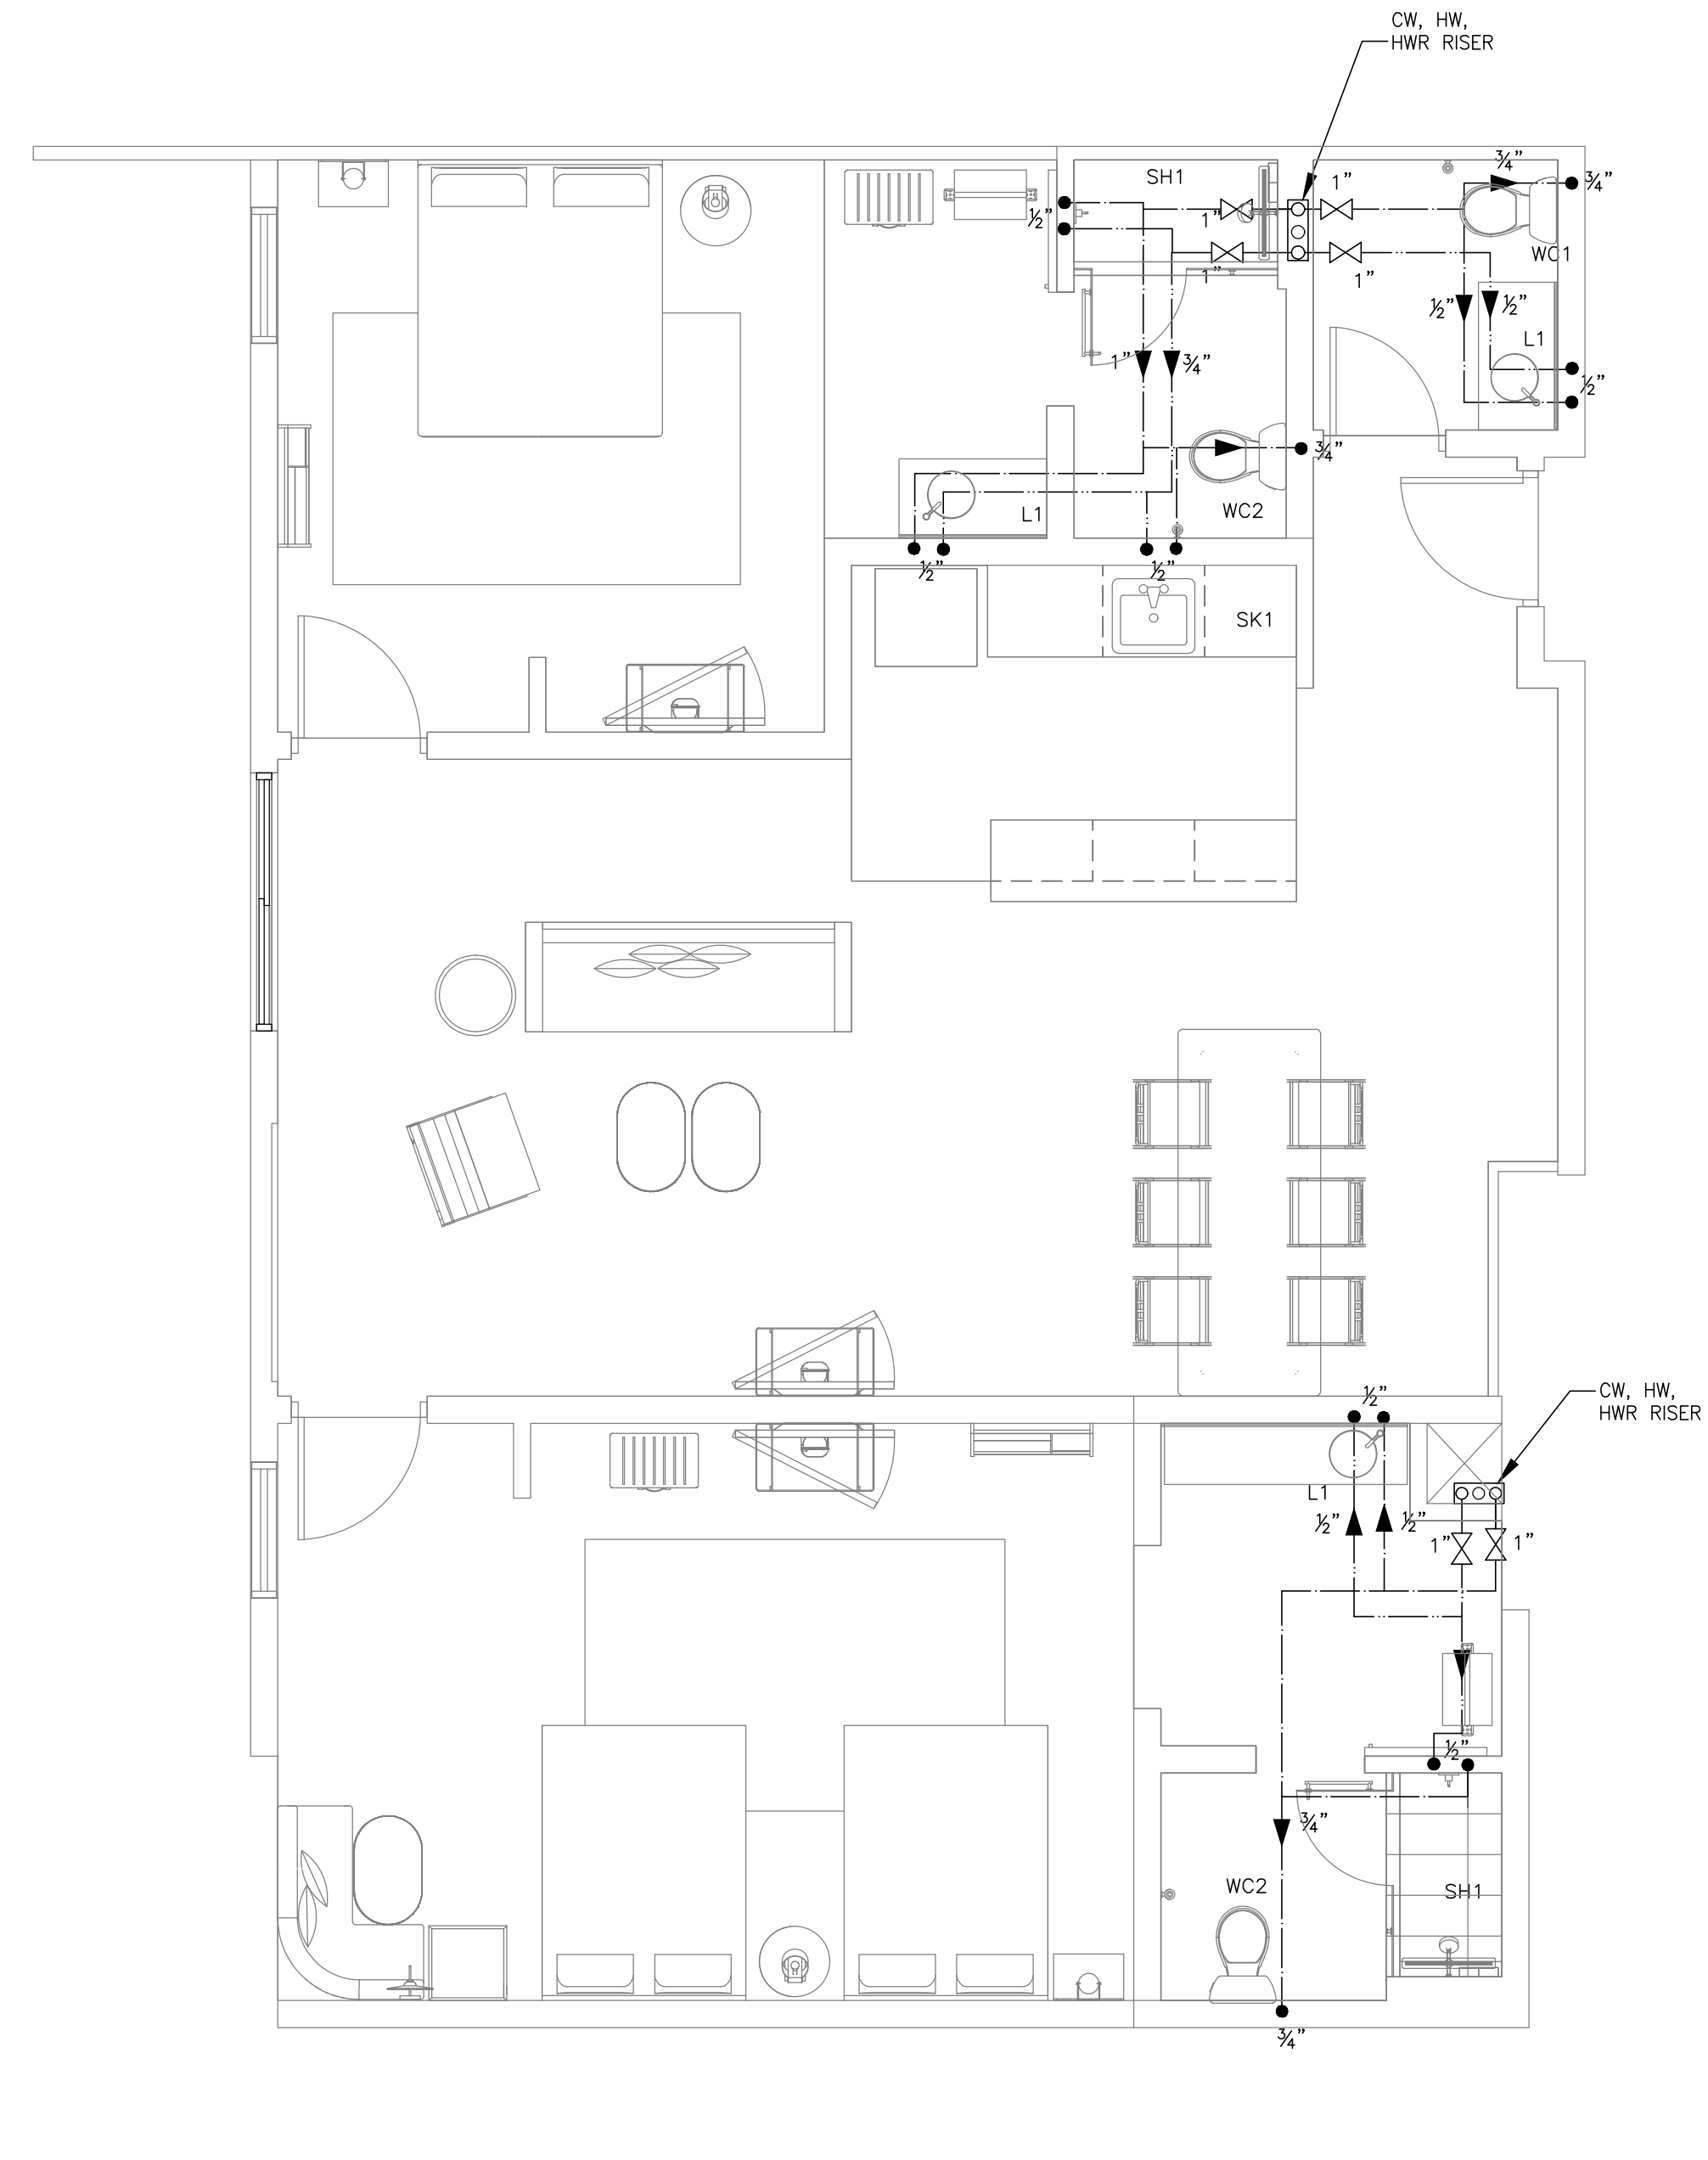 CW, HW,
HWR RISER
¾"
¾"
SH1
1"
½"
1"
WC1
1"
1"
½"
½"
L1
1"
¾"
½"
¾"
L1
WC2
½"
½"
SK1
CW, HW,
HWR RISER
½"
L1
½"
½"
1"
1"
½"
¾"
WC2
SH1
¾"